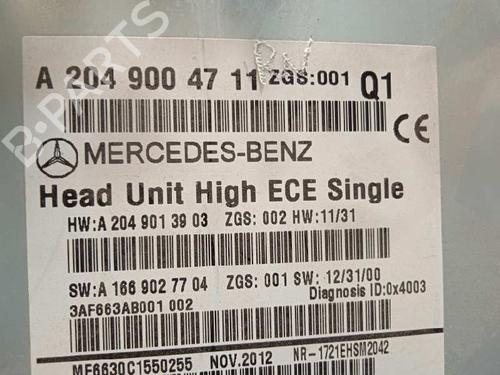 A 204 900 47 11 ZGS:001 Q1
MERCEDES-BENZ
Head Unit High ECE Single
HW:A 204 901 39 03 ZGS: 002 HW:11/31
SW:A 166 902 77 04 ZGS: 001 SW: 12/31/00
3AF663AB001 002 Diagnosis ID:0x4003
MF6630C1550255 NOV.2012 NR-1721EHSM2042
B-PARTS